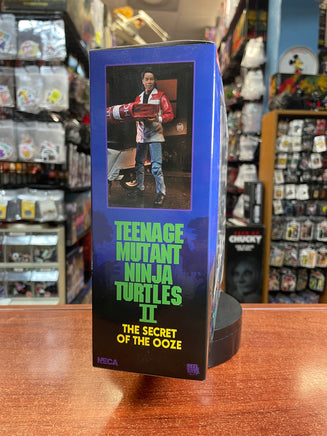 TEENAGE
MUTANT
NINJA
TURTLES
II
THE SECRET
OF THE OOZE
NECA
CHUCKY